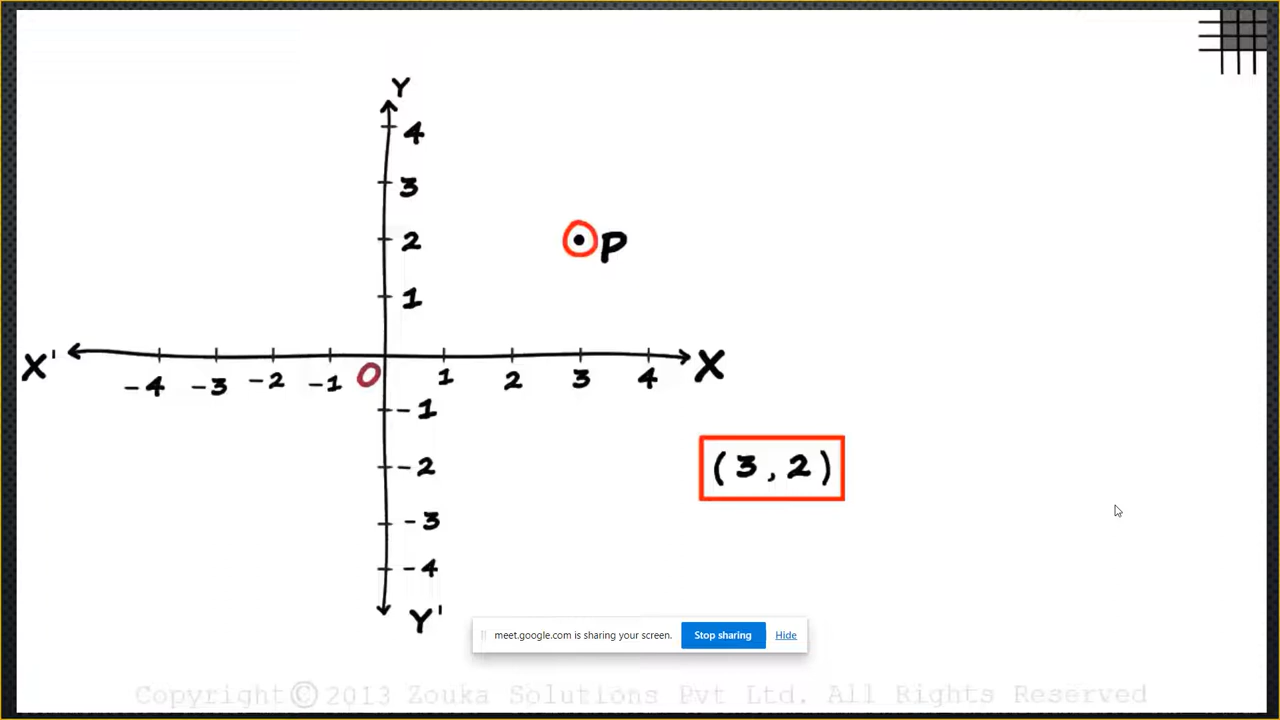 Y
4
3
2
P
1
X'
-4 -3 -2 -1 O 1 2 3 4
X
-1
-2
(3,2)
-3
-4
Y'
meet.google.com is sharing your screen. Stop sharing Hide
Copyright © 2013 Zouka Solutions Pvt Ltd. All Rights Reserved